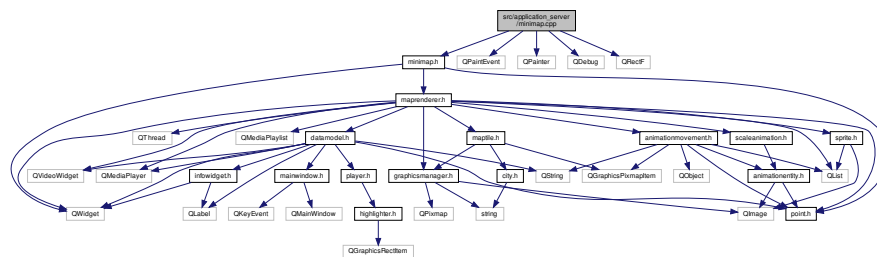 src/application_server
/minimap.cpp
minimap.h
QPaintEvent
QPainter
QDebug
QRectF
maprenderer.h
QThread
QMediaPlaylist
datamodel.h
maptile.h
animationmovement.h
scaleanimation.h
sprite.h
QVideoWidget
QMediaPlayer
infowidget.h
mainwindow.h
player.h
graphicsmanager.h
city.h
QString
QGraphicsPixmapItem
QObject
animationentity.h
QList
QWidget
QLabel
QKeyEvent
QMainWindow
highlighter.h
QPixmap
string
QImage
point.h
QGraphicsRectItem